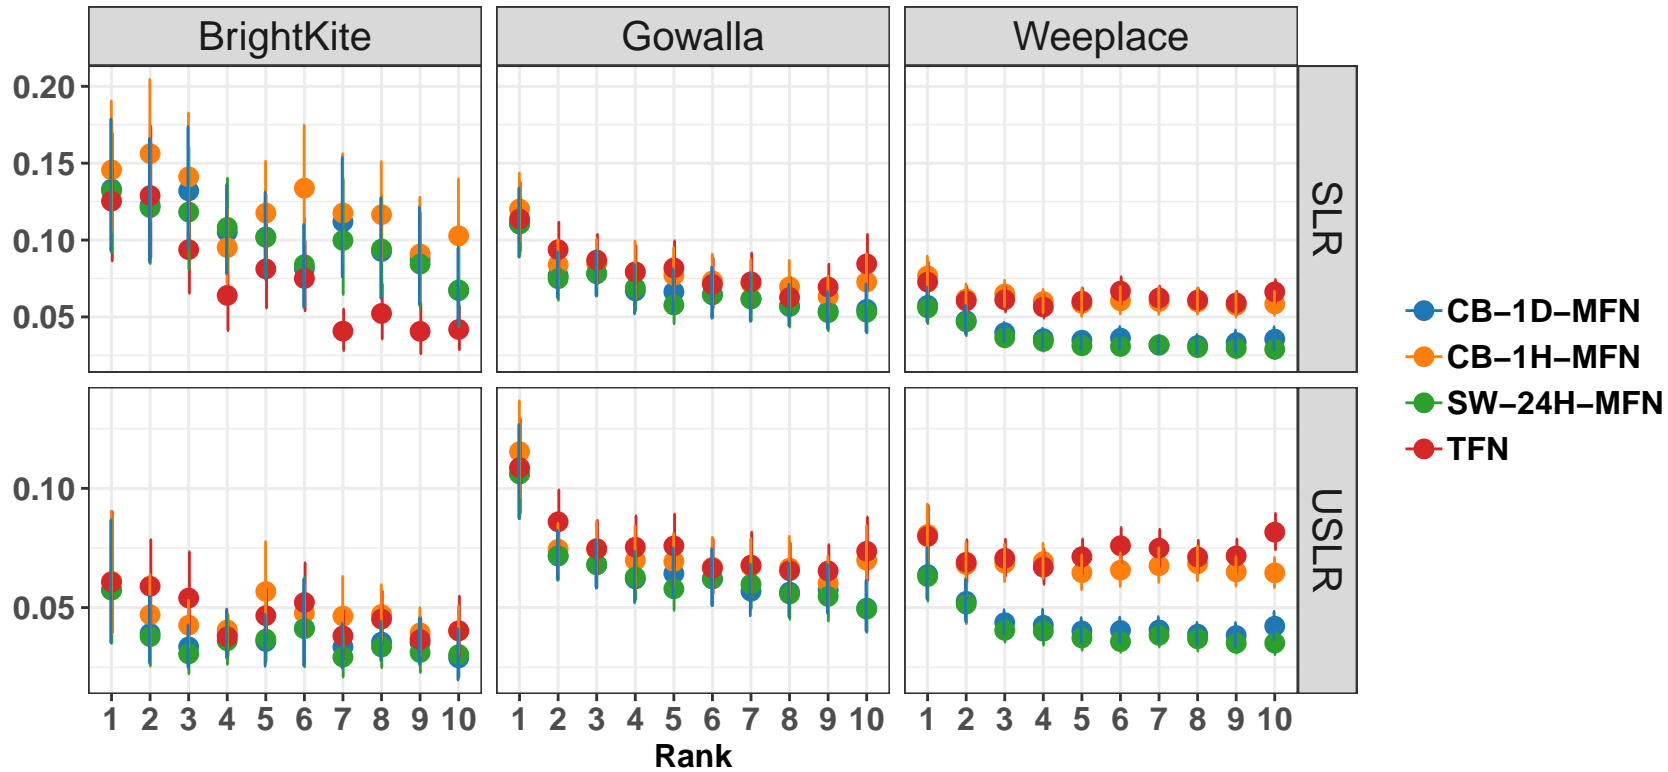 BrightKite Gowalla Weeplace
0.20
0.15
0.10
0.05
SLR
CB–1D–MFN
CB–1H–MFN
SW–24H–MFN
TFN
0.10
0.05
USLR
1 2 3 4 5 6 7 8 9 10 1 2 3 4 5 6 7 8 9 10 1 2 3 4 5 6 7 8 9 10
Rank